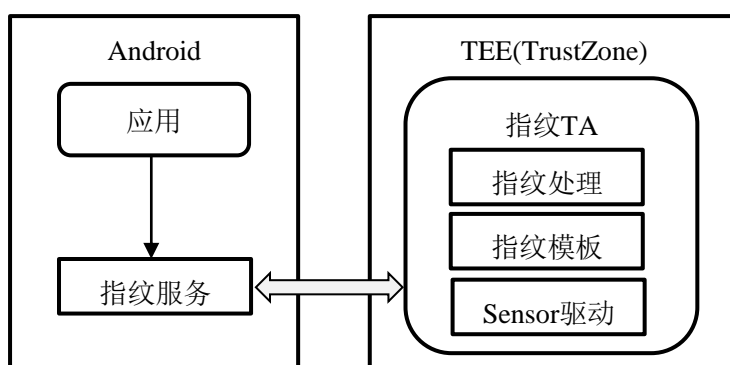 Android
应用
指纹服务
TEE(TrustZone)
指纹TA
指纹处理
指纹模板
Sensor驱动